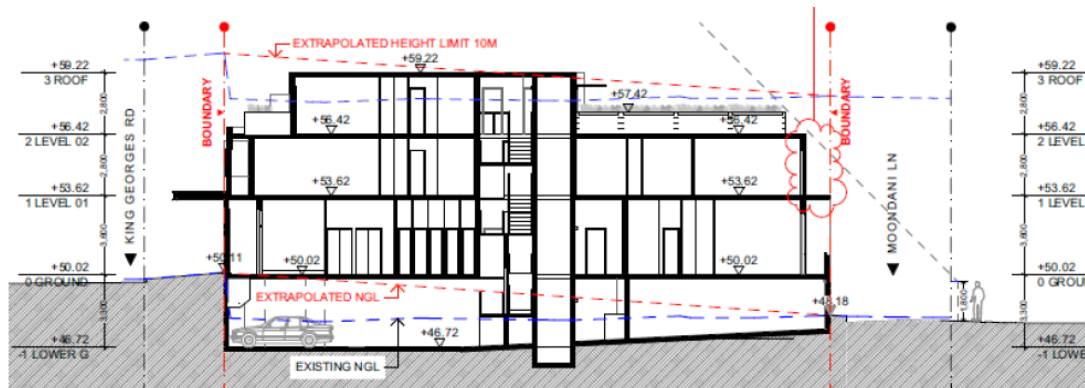 EXTRAPOLATED HEIGHT LIMIT 10M
+59.22
3 ROOF
2,800
+56.42
2 LEVEL 02
2,800
+53.62
1 LEVEL 01
3,600
+50.02
0 GROUND
3,300
+46.72
-1 LOWER G
KING GEORGES RD
BOUNDARY
+59.22
+57.42
+56.42
+56.42
+53.62
+53.62
+50.11
+50.02
+50.02
EXTRAPOLATED NGL
+48.18
+46.72
EXISTING NGL
BOUNDARY
MOONDANI LN
1,800
+59.22
3 ROOF
2,800
+56.42
2 LEVEL
2,800
+53.62
1 LEVEL
3,600
+50.02
0 GROU
3,300
+46.72
-1 LOWE